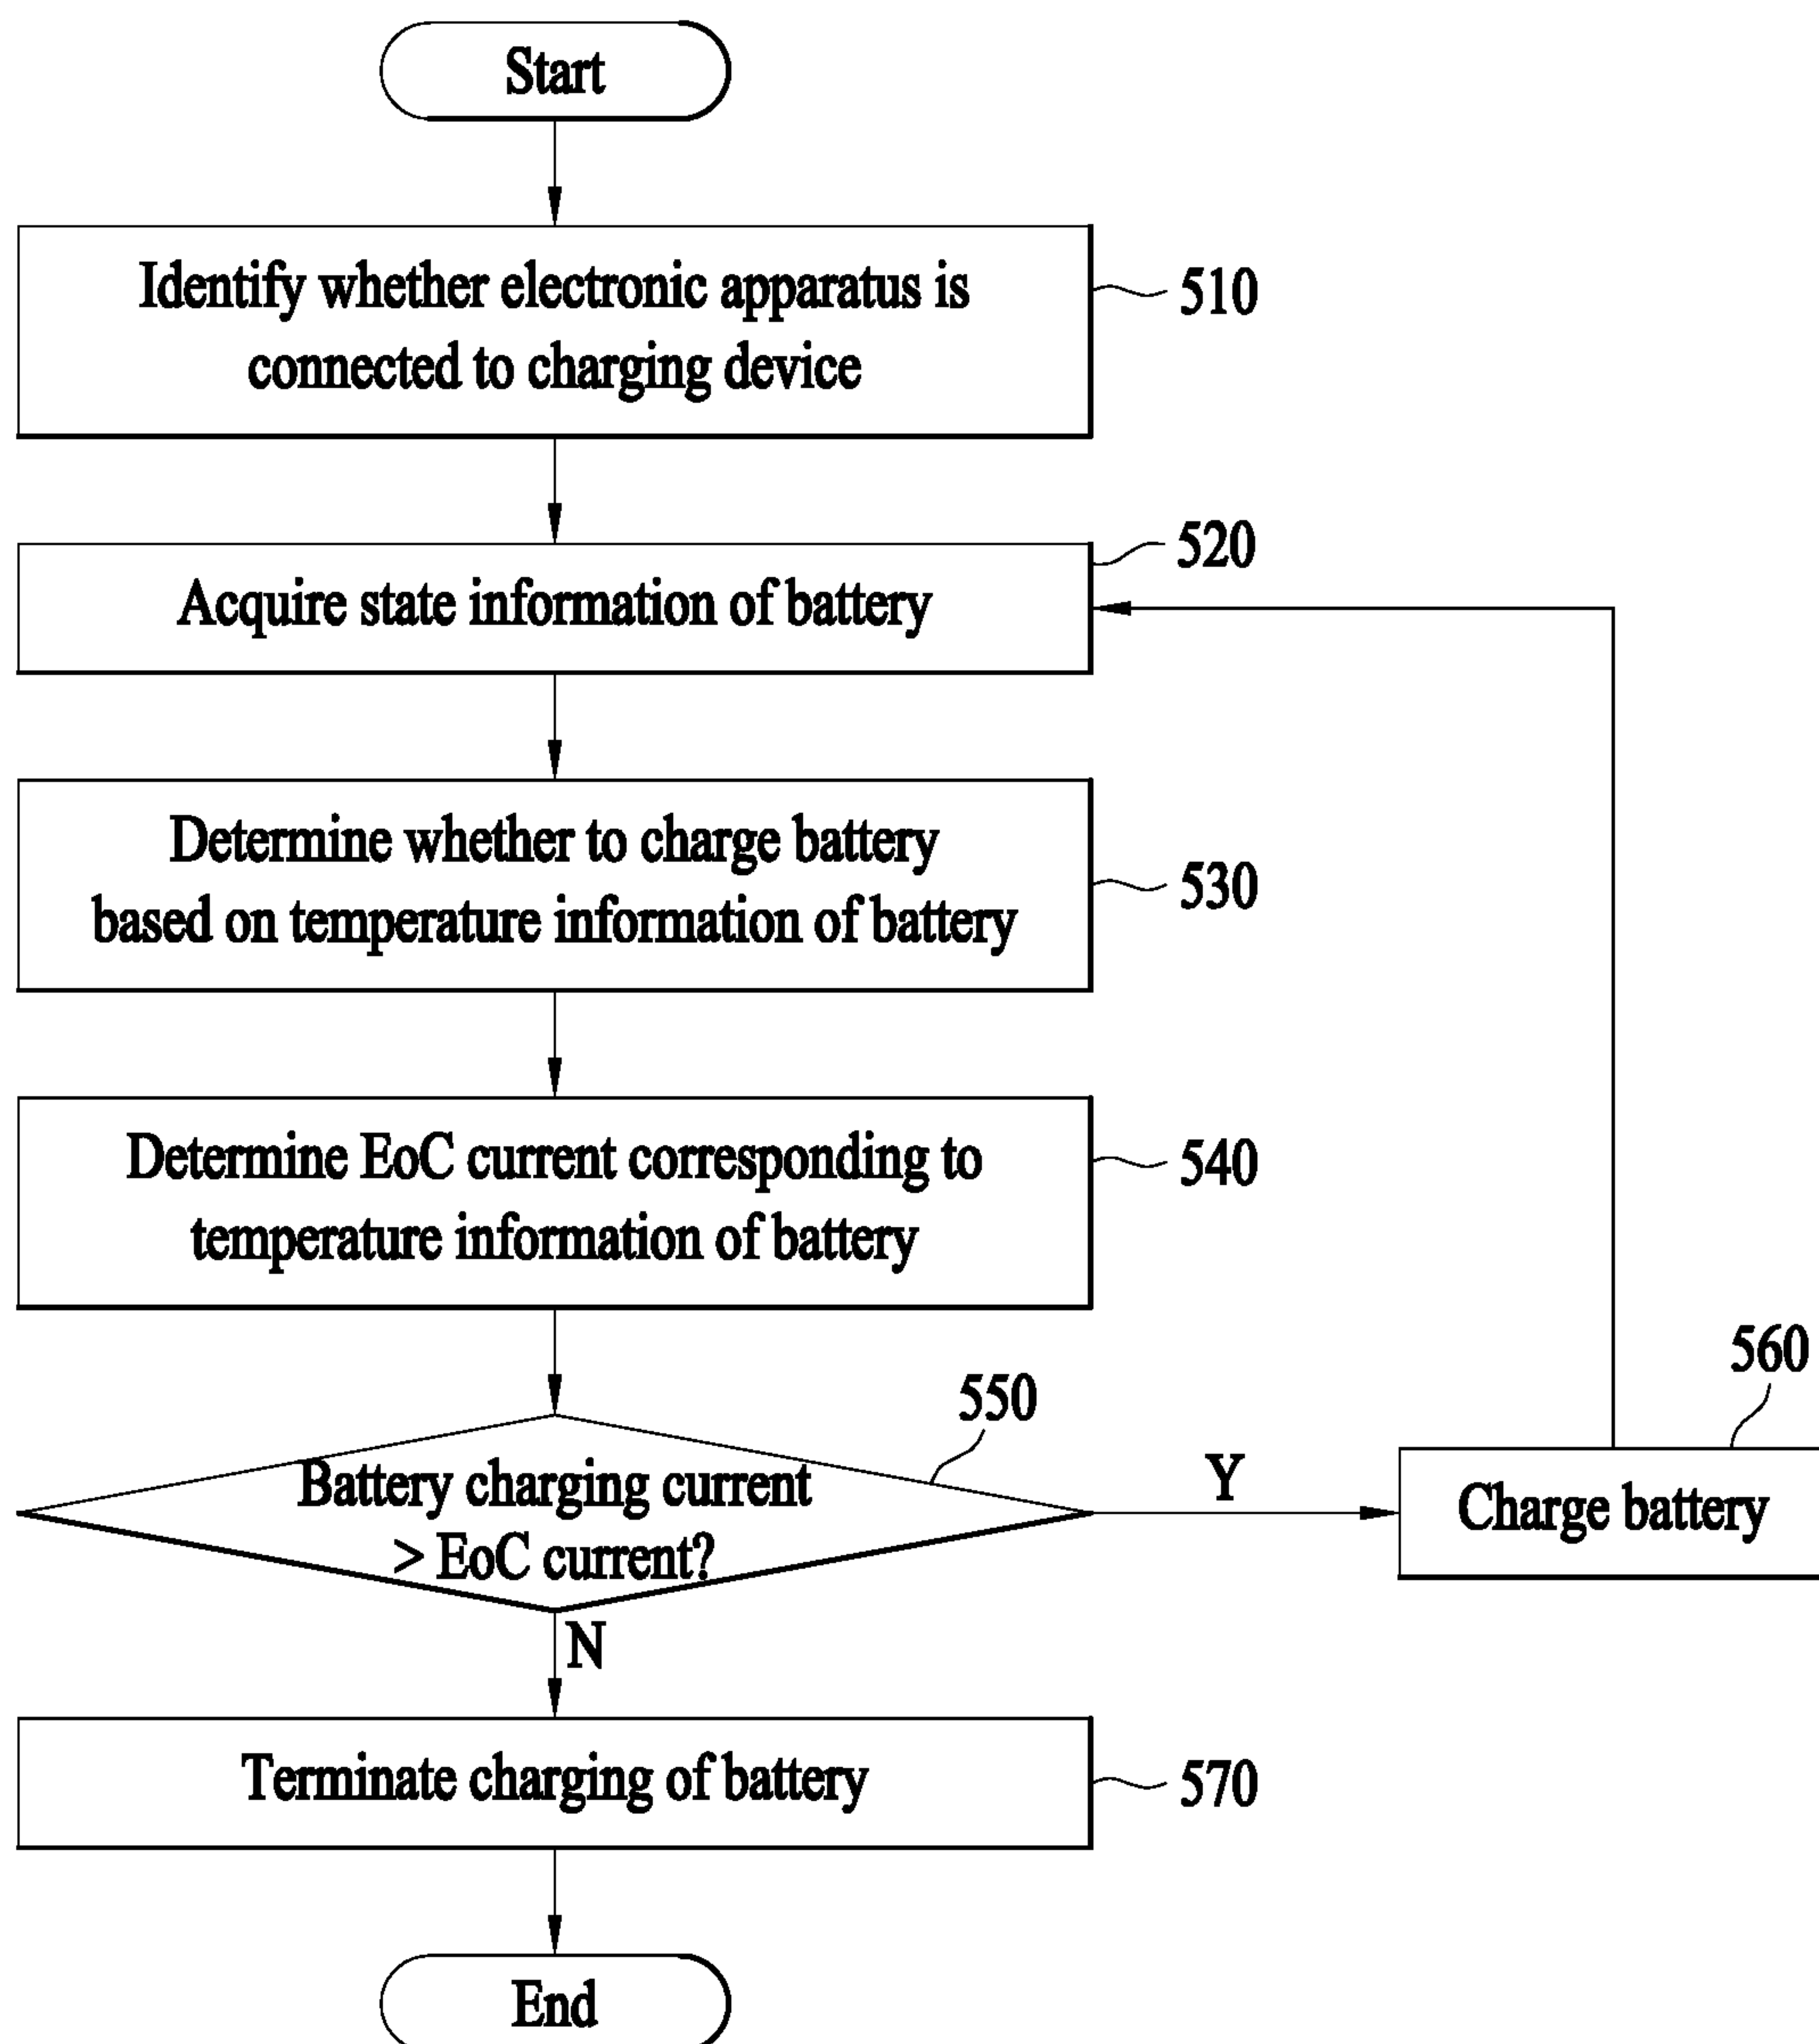 Start
Identify whether electronic apparatus is
connected to charging device
510
520
Acquire state information of battery
Determine whether to charge battery
based on temperature information of battery
530
Determine EoC current corresponding to
temperature information of battery
540
550
Battery charging current
> EoC current?
Y
560
Charge battery
N
Terminate charging of battery
570
End